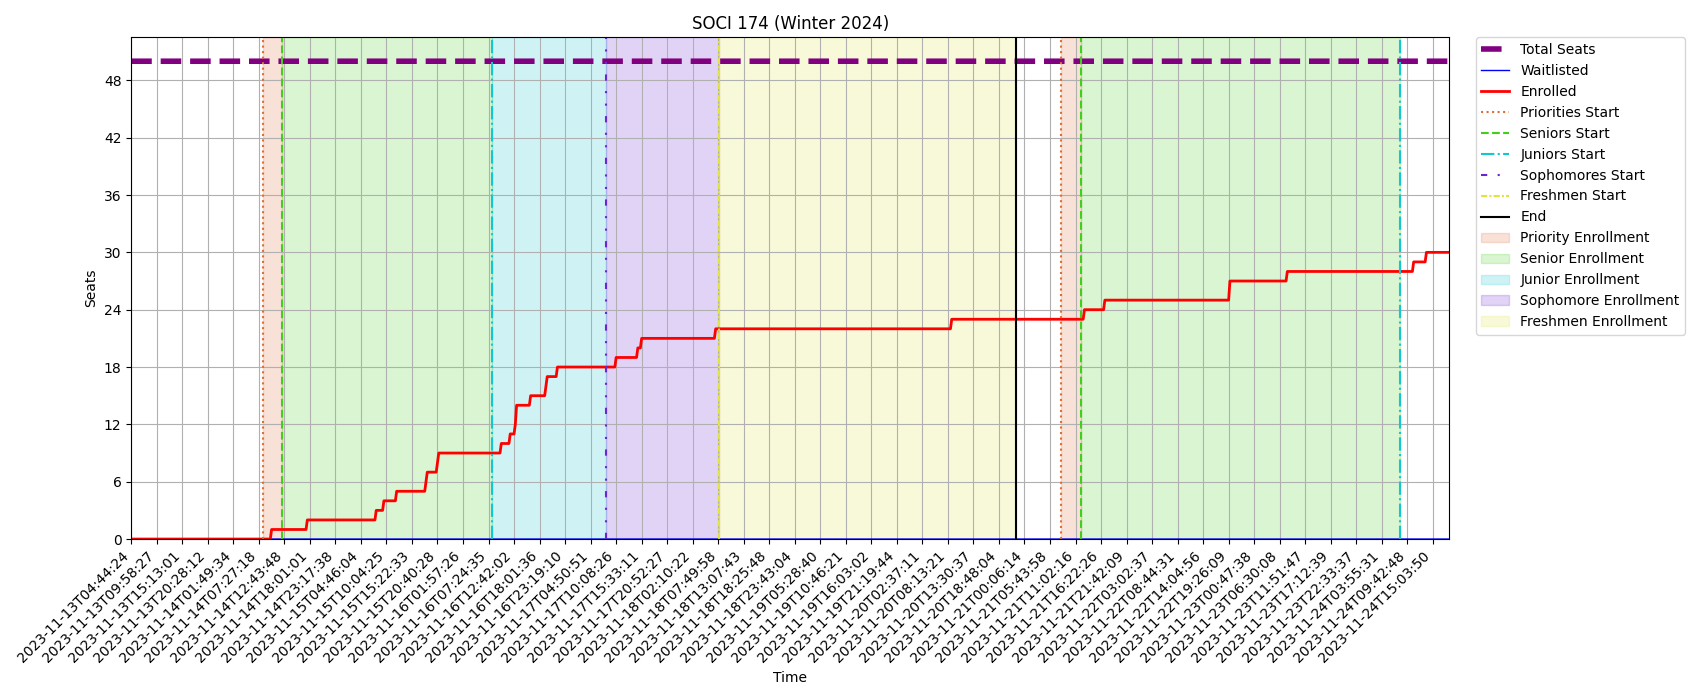 SOCI 174 (Winter 2024)
Seats
48
42
36
30
24
18
12
6
0
2023-11-13T04:44:24
2023-11-13T09:58:27
2023-11-13T15:13:01
2023-11-13T20:28:12
2023-11-14T01:49:34
2023-11-14T07:27:18
2023-11-14T12:43:48
2023-11-14T18:01:01
2023-11-14T23:17:38
2023-11-15T04:46:04
2023-11-15T10:04:25
2023-11-15T15:22:33
2023-11-15T20:40:28
2023-11-16T01:57:26
2023-11-16T07:24:35
2023-11-16T12:42:02
2023-11-16T18:01:36
2023-11-16T23:19:10
2023-11-17T04:50:51
2023-11-17T10:08:26
2023-11-17T15:33:11
2023-11-17T20:52:27
2023-11-18T02:10:22
2023-11-18T07:49:58
2023-11-18T13:07:43
2023-11-18T18:25:48
2023-11-18T23:43:04
2023-11-19T05:28:40
2023-11-19T10:46:21
2023-11-19T16:03:02
2023-11-19T21:19:44
2023-11-20T02:37:11
2023-11-20T08:13:21
2023-11-20T13:30:37
2023-11-20T18:48:04
2023-11-21T00:06:14
2023-11-21T05:43:58
2023-11-21T11:02:16
2023-11-21T16:22:26
2023-11-21T21:42:09
2023-11-22T03:02:37
2023-11-22T08:44:31
2023-11-22T14:04:56
2023-11-22T19:26:09
2023-11-23T00:47:38
2023-11-23T06:30:08
2023-11-23T11:51:47
2023-11-23T17:12:39
2023-11-23T22:33:37
2023-11-24T03:55:31
2023-11-24T09:42:48
2023-11-24T15:03:50
Time
Total Seats
Waitlisted
Enrolled
Priorities Start
Seniors Start
Juniors Start
Sophomores Start
Freshmen Start
End
Priority Enrollment
Senior Enrollment
Junior Enrollment
Sophomore Enrollment
Freshmen Enrollment